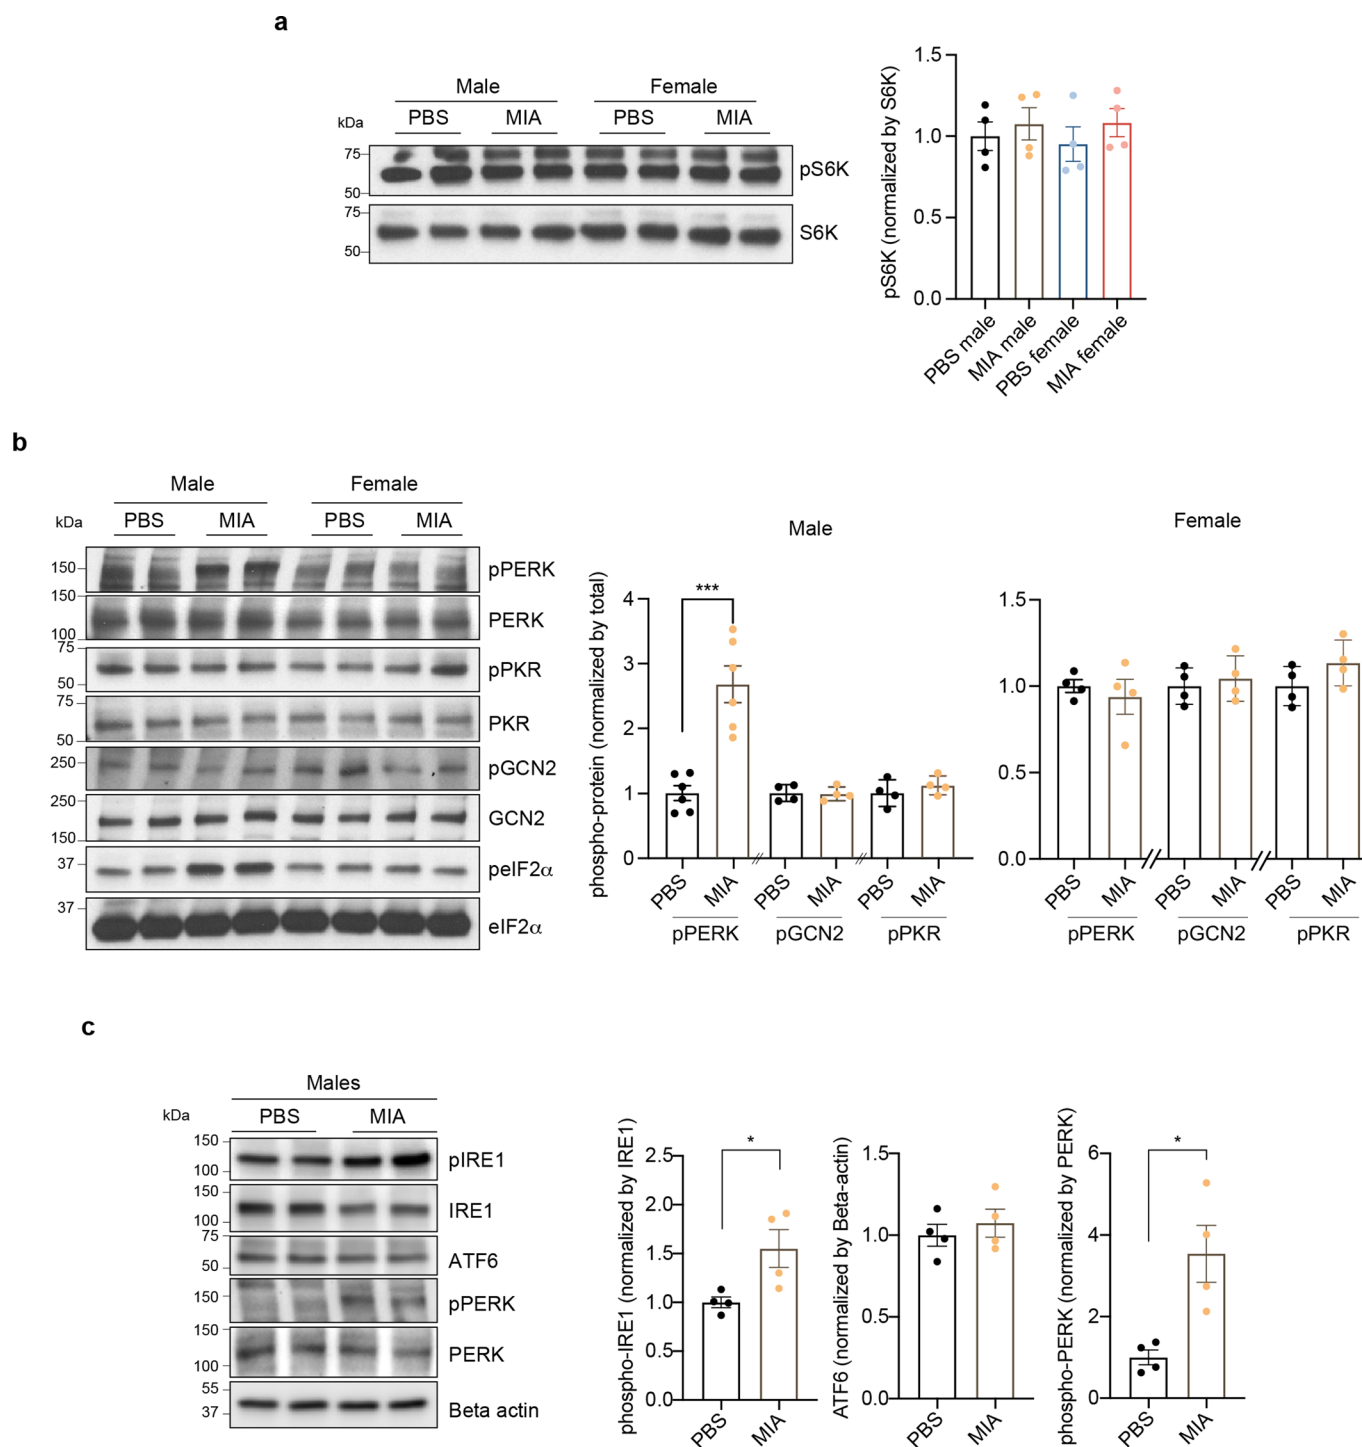 a
Male Female
kDa PBS MIA PBS MIA
75
50
pS6K
75
50
S6K
pS6K (normalized by S6K)
1.5
1.0
0.5
0.0
PBS male
MIA male
PBS female
MIA female
b
Male Female
kDa PBS MIA PBS MIA
150
pPERK
150
100
PERK
75
50
pPKR
75
50
PKR
250
pGCN2
250
150
GCN2
37
peIF2α
37
eIF2α
Male
phospho-protein (normalized by total)
4
3
2
1
0
***
PBS MIA PBS MIA PBS MIA
pPERK pGCN2 pPKR
Female
1.5
1.0
0.5
0.0
PBS MIA PBS MIA PBS MIA
pPERK pGCN2 pPKR
c
Males
kDa PBS MIA
150
100
pIRE1
150
100
IRE1
75
50
ATF6
150
pPERK
150
100
PERK
55
37
Beta actin
phospho-IRE1 (normalized by IRE1)
2.5
2.0
1.5
1.0
0.5
0.0
*
PBS MIA
ATF6 (normalized by Beta-actin)
1.5
1.0
0.5
0.0
PBS MIA
phospho-PERK (normalized by PERK)
6
4
2
0
*
PBS MIA